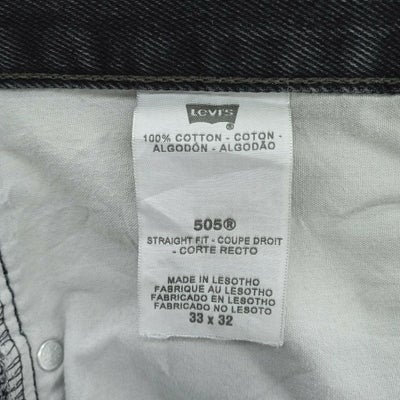 Levi's
®
100% COTTON - COTON -
ALGODÓN - ALGODÃO
505®
STRAIGHT FIT - COUPE DROIT
- CORTE RECTO
MADE IN LESOTHO
FABRIQUE AU LESOTHO
FABRICADO EN LESOTHO
FABRICADO NO LESOTO
33 x 32